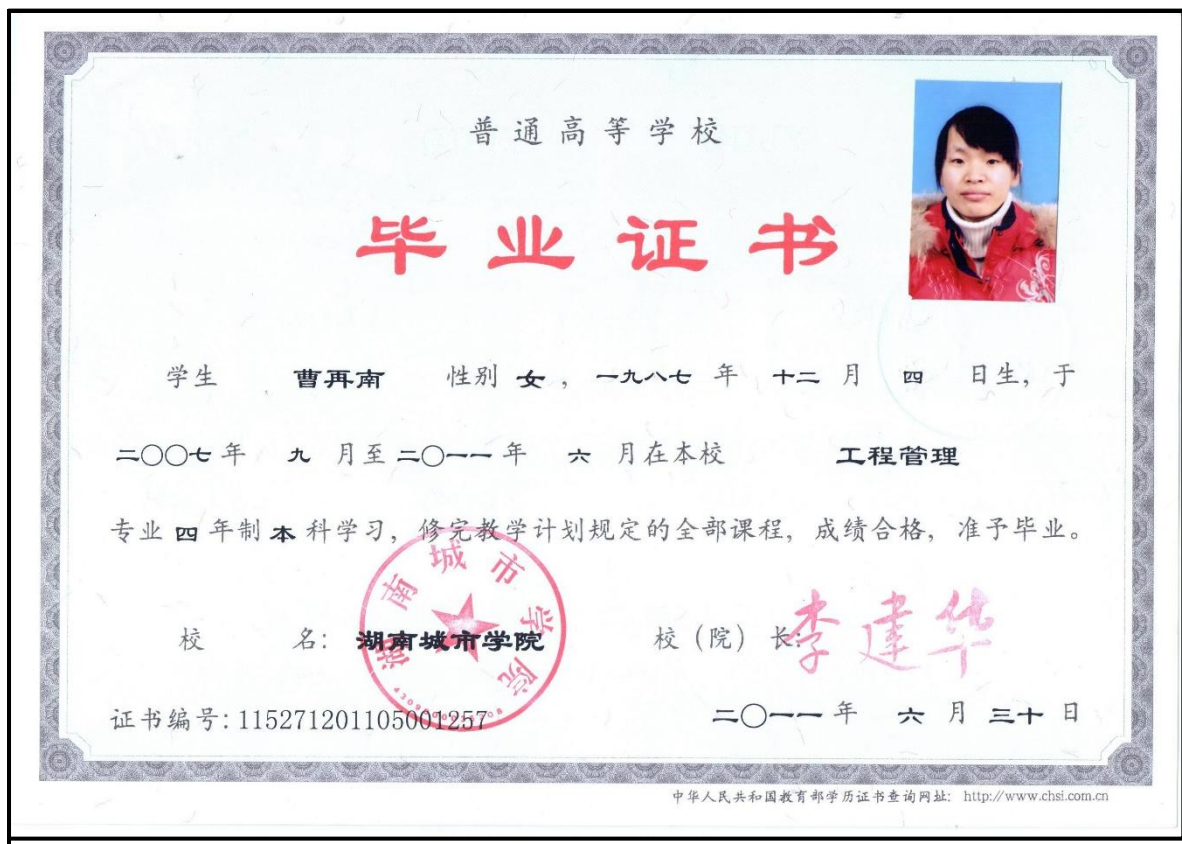 普通高等学校
毕业证书
学生 曹再南 性别 女，一九八七 年 十二 月 四 日生，于
二〇〇七年 九 月至二〇一一年 六 月在本校 工程管理
专业 四 年制 本 科学习，修完教学计划规定的全部课程，成绩合格，准予毕业。
湖南城市学院
校 名：湖南城市学院 校（院）长：李建华
证书编号：115271201105001257 二〇一一 年 六 月 三十 日
中华人民共和国教育部学历证书查询网址： http://www.chsi.com.cn